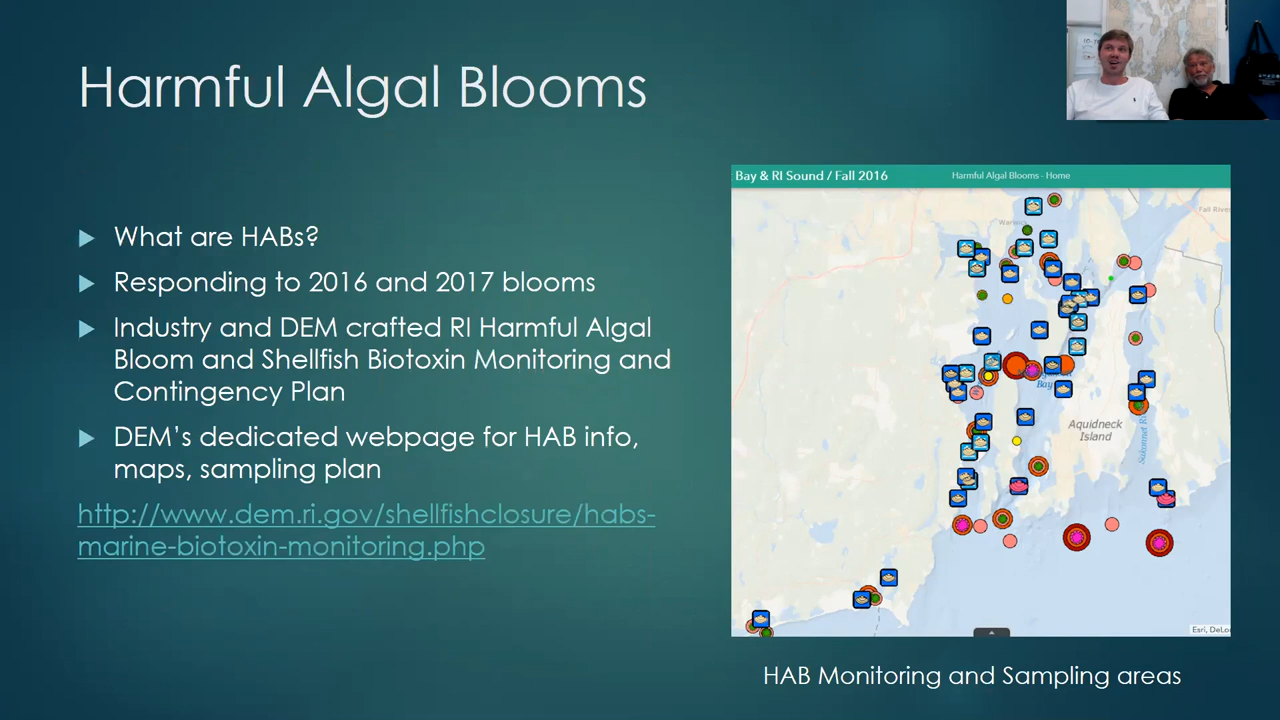 Harmful Algal Blooms
What are HABs?
Responding to 2016 and 2017 blooms
Industry and DEM crafted RI Harmful Algal
Bloom and Shellfish Biotoxin Monitoring and
Contingency Plan
DEM's dedicated webpage for HAB info,
maps, sampling plan
http://www.dem.ri.gov/shellfishclosure/habs-
marine-biotoxin-monitoring.php
Bay & RI Sound / Fall 2016
Harmful Algal Blooms - Home
Fall River
Bay
Aquidneck
Island
Esri, DeLo
HAB Monitoring and Sampling areas